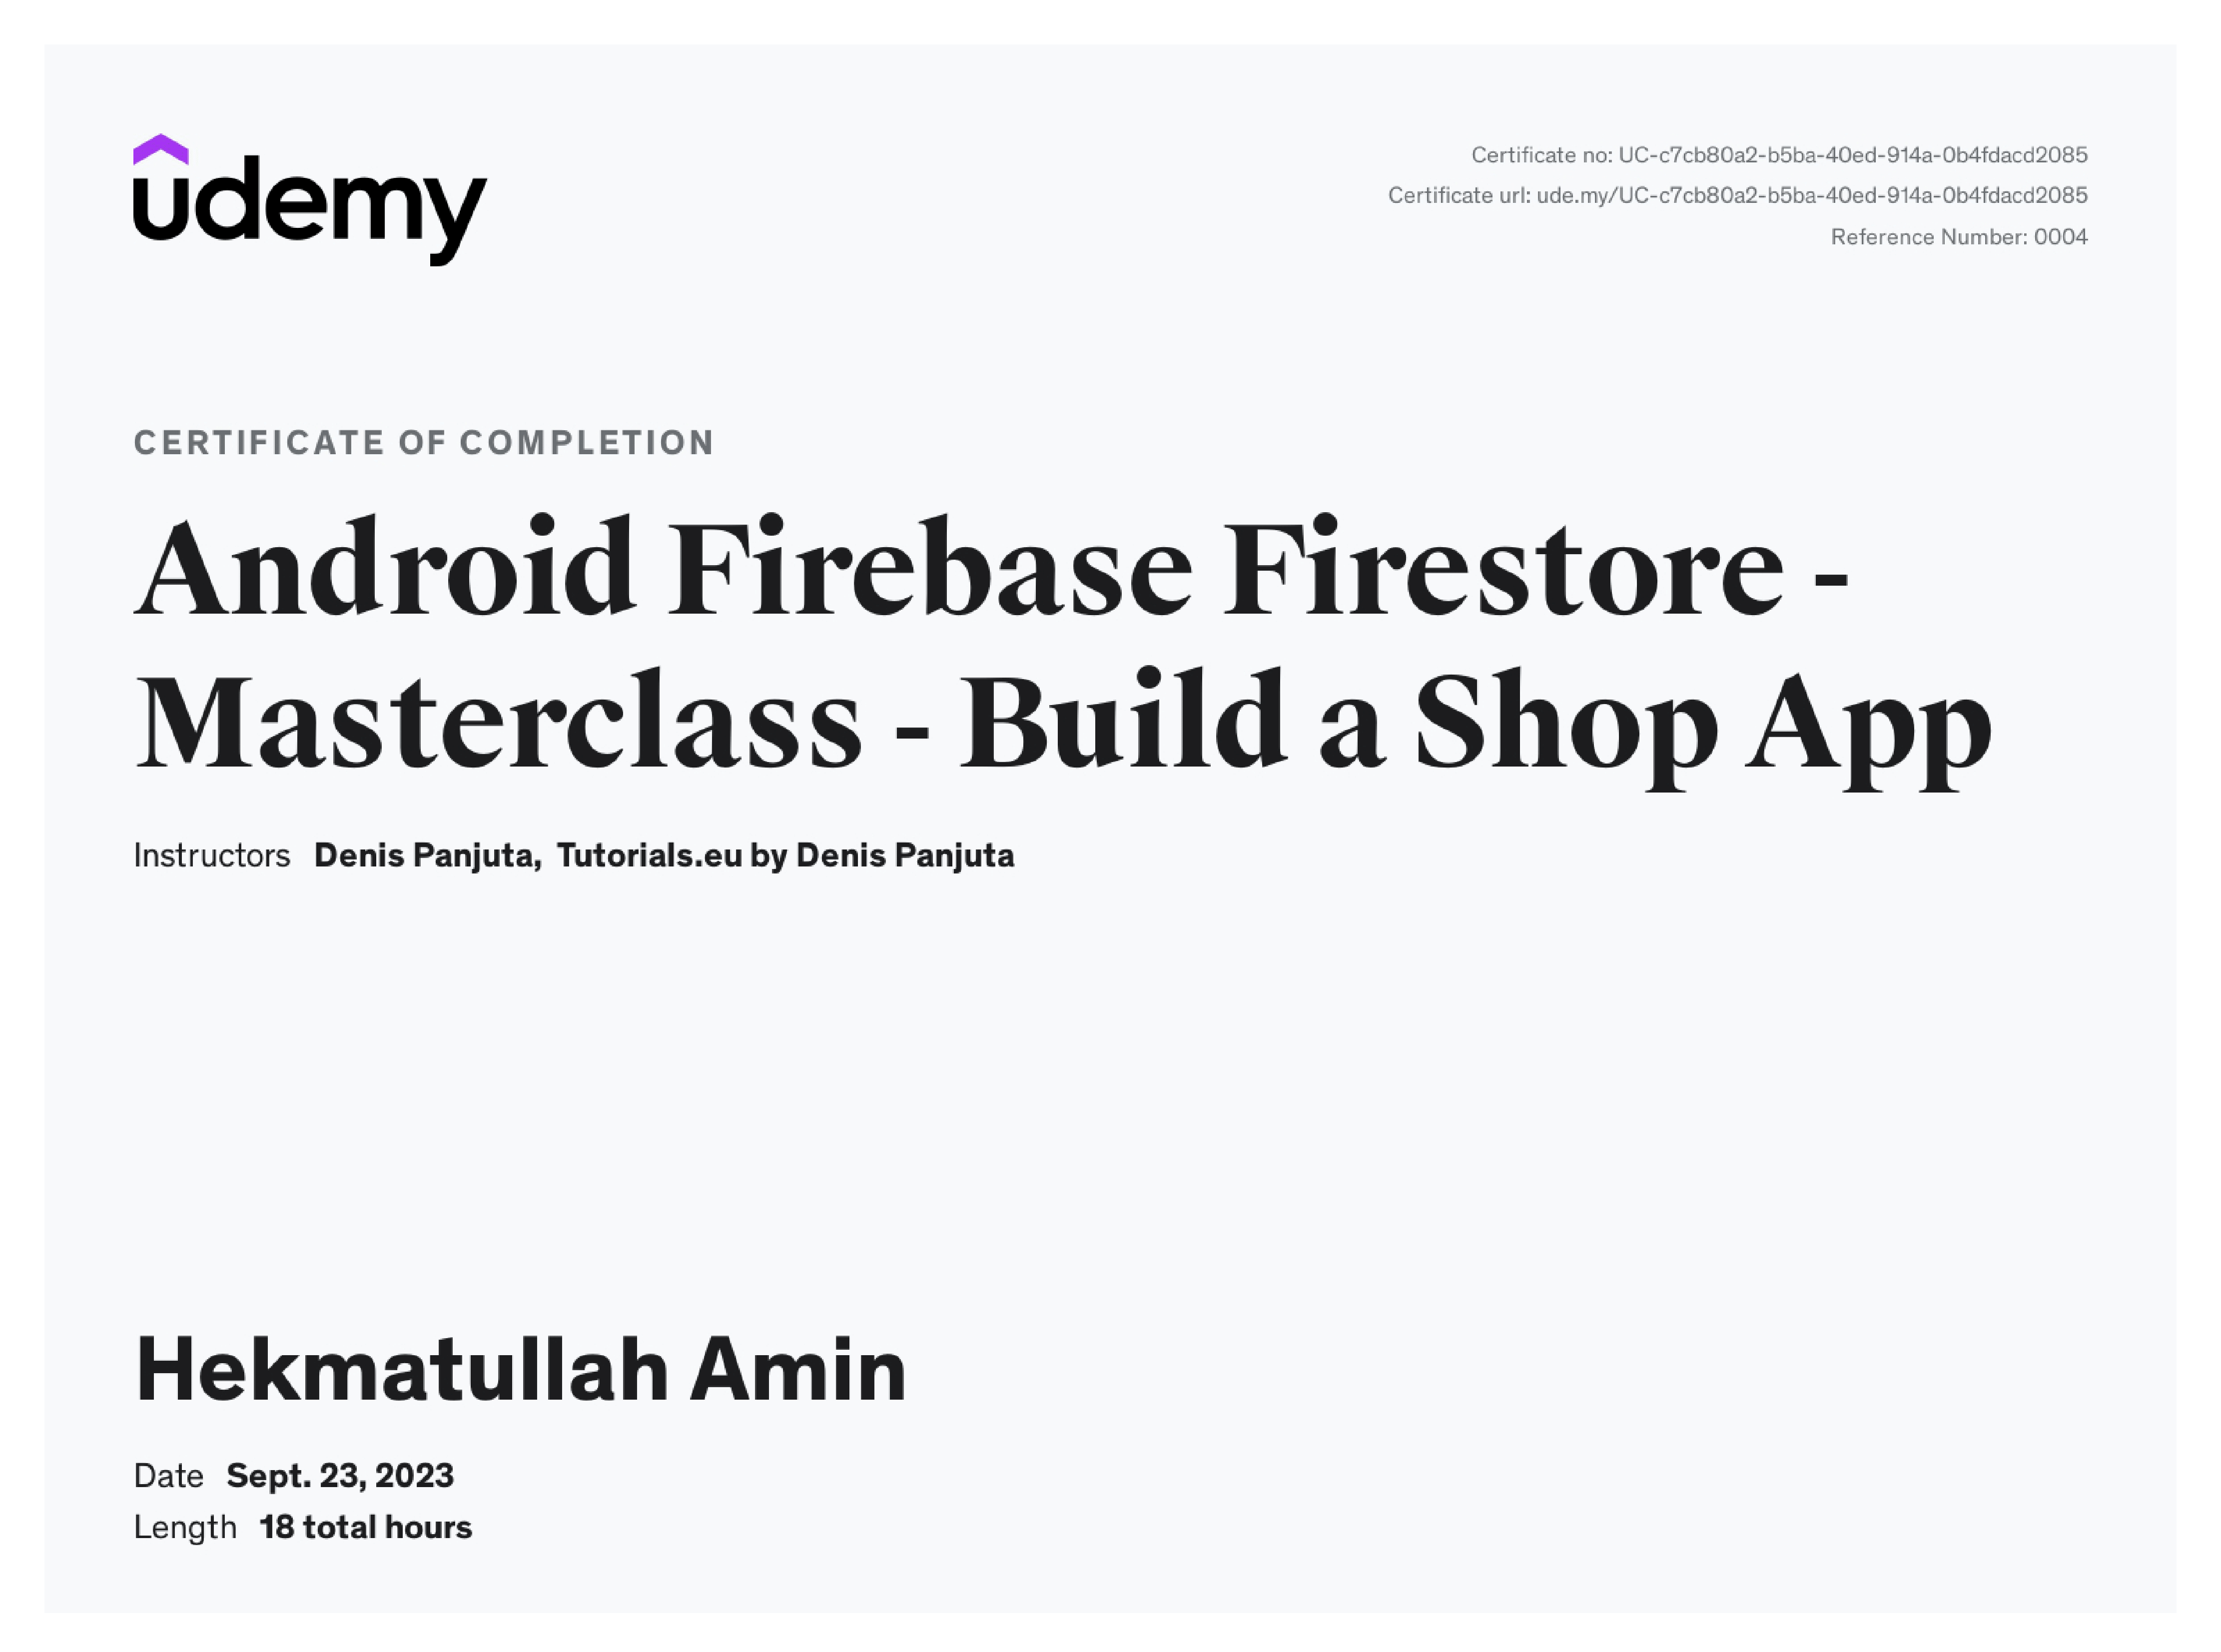 udemy
Certificate no: UC-c7cb80a2-b5ba-40ed-914a-0b4fdacd2085
Certificate url: ude.my/UC-c7cb80a2-b5ba-40ed-914a-0b4fdacd2085
Reference Number: 0004
CERTIFICATE OF COMPLETION
Android Firebase Firestore -
Masterclass - Build a Shop App
Instructors Denis Panjuta, Tutorials.eu by Denis Panjuta
Hekmatullah Amin
Date Sept. 23, 2023
Length 18 total hours